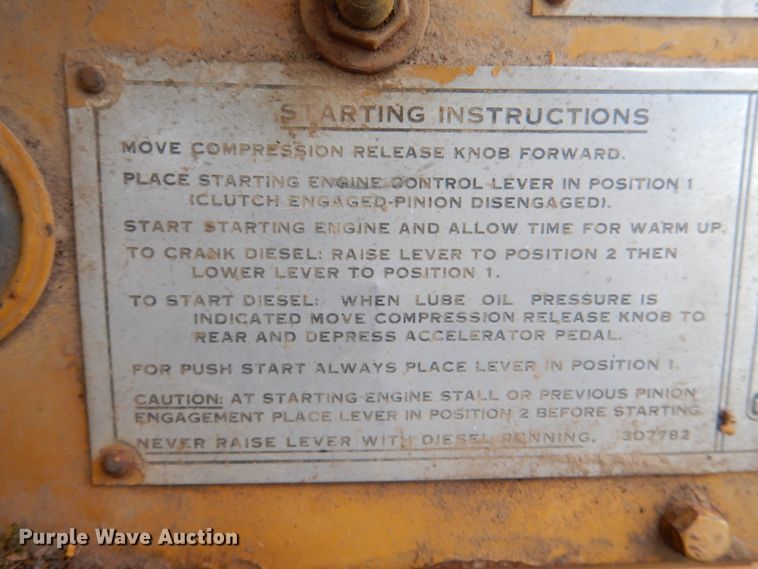 STARTING INSTRUCTIONS
MOVE COMPRESSION RELEASE KNOB FORWARD.
PLACE STARTING ENGINE CONTROL LEVER IN POSITION 1
(CLUTCH ENGAGED-PINION DISENGAGED).
START STARTING ENGINE AND ALLOW TIME FOR WARM UP.
TO CRANK DIESEL: RAISE LEVER TO POSITION 2 THEN
LOWER LEVER TO POSITION 1.
TO START DIESEL: WHEN LUBE OIL PRESSURE IS
INDICATED MOVE COMPRESSION RELEASE KNOB TO
REAR AND DEPRESS ACCELERATOR PEDAL.
FOR PUSH START ALWAYS PLACE LEVER IN POSITION 1.
CAUTION: AT STARTING ENGINE STALL OR PREVIOUS PINION
ENGAGEMENT PLACE LEVER IN POSITION 2 BEFORE STARTING.
NEVER RAISE LEVER WITH DIESEL RUNNING. 3D7782
Purple Wave Auction